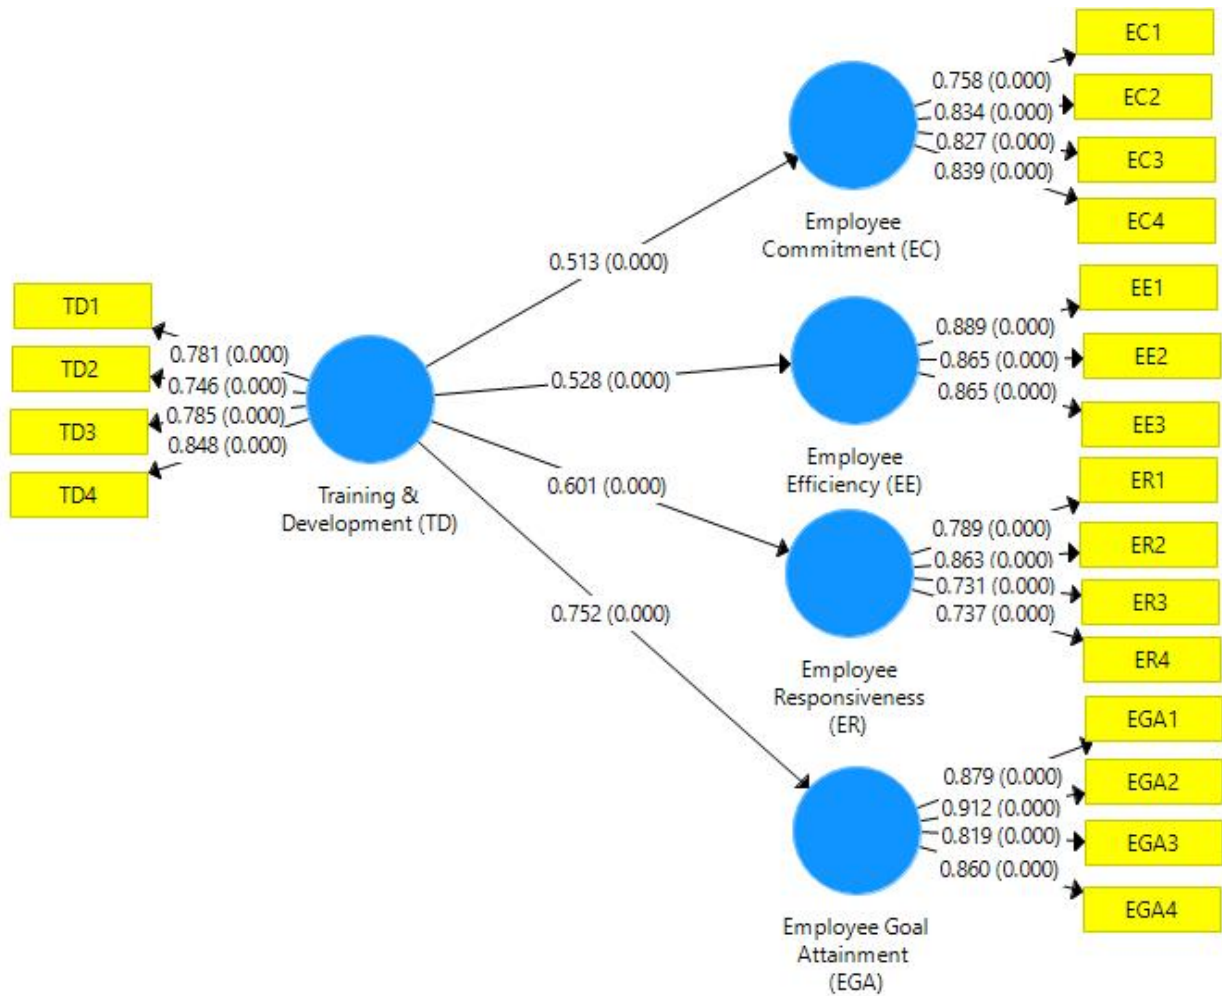 TD1
TD2
TD3
TD4
0.781 (0.000)
0.746 (0.000)
0.785 (0.000)
0.848 (0.000)
Training &
Development (TD)
0.513 (0.000)
0.528 (0.000)
0.601 (0.000)
0.752 (0.000)
Employee
Commitment (EC)
0.758 (0.000)
0.834 (0.000)
0.827 (0.000)
0.839 (0.000)
EC1
EC2
EC3
EC4
Employee
Efficiency (EE)
0.889 (0.000)
0.865 (0.000)
0.865 (0.000)
EE1
EE2
EE3
Employee
Responsiveness
(ER)
0.789 (0.000)
0.863 (0.000)
0.731 (0.000)
0.737 (0.000)
ER1
ER2
ER3
ER4
Employee Goal
Attainment
(EGA)
0.879 (0.000)
0.912 (0.000)
0.819 (0.000)
0.860 (0.000)
EGA1
EGA2
EGA3
EGA4